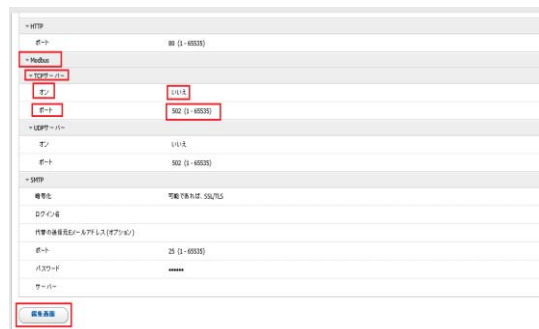 HTTP
ポート 80 (1 - 65535)
Modbus
TCPサーバー
オン いいえ
ポート 502 (1 - 65535)
UDPサーバー
オン いいえ
ポート 502 (1 - 65535)
SMTP
暗号化 可能であれば、SSL/TLS
ログイン名
代替の送信元Eメールアドレス (オプション)
ポート 25 (1 - 65535)
パスワード ••••••
サーバー
編集画面